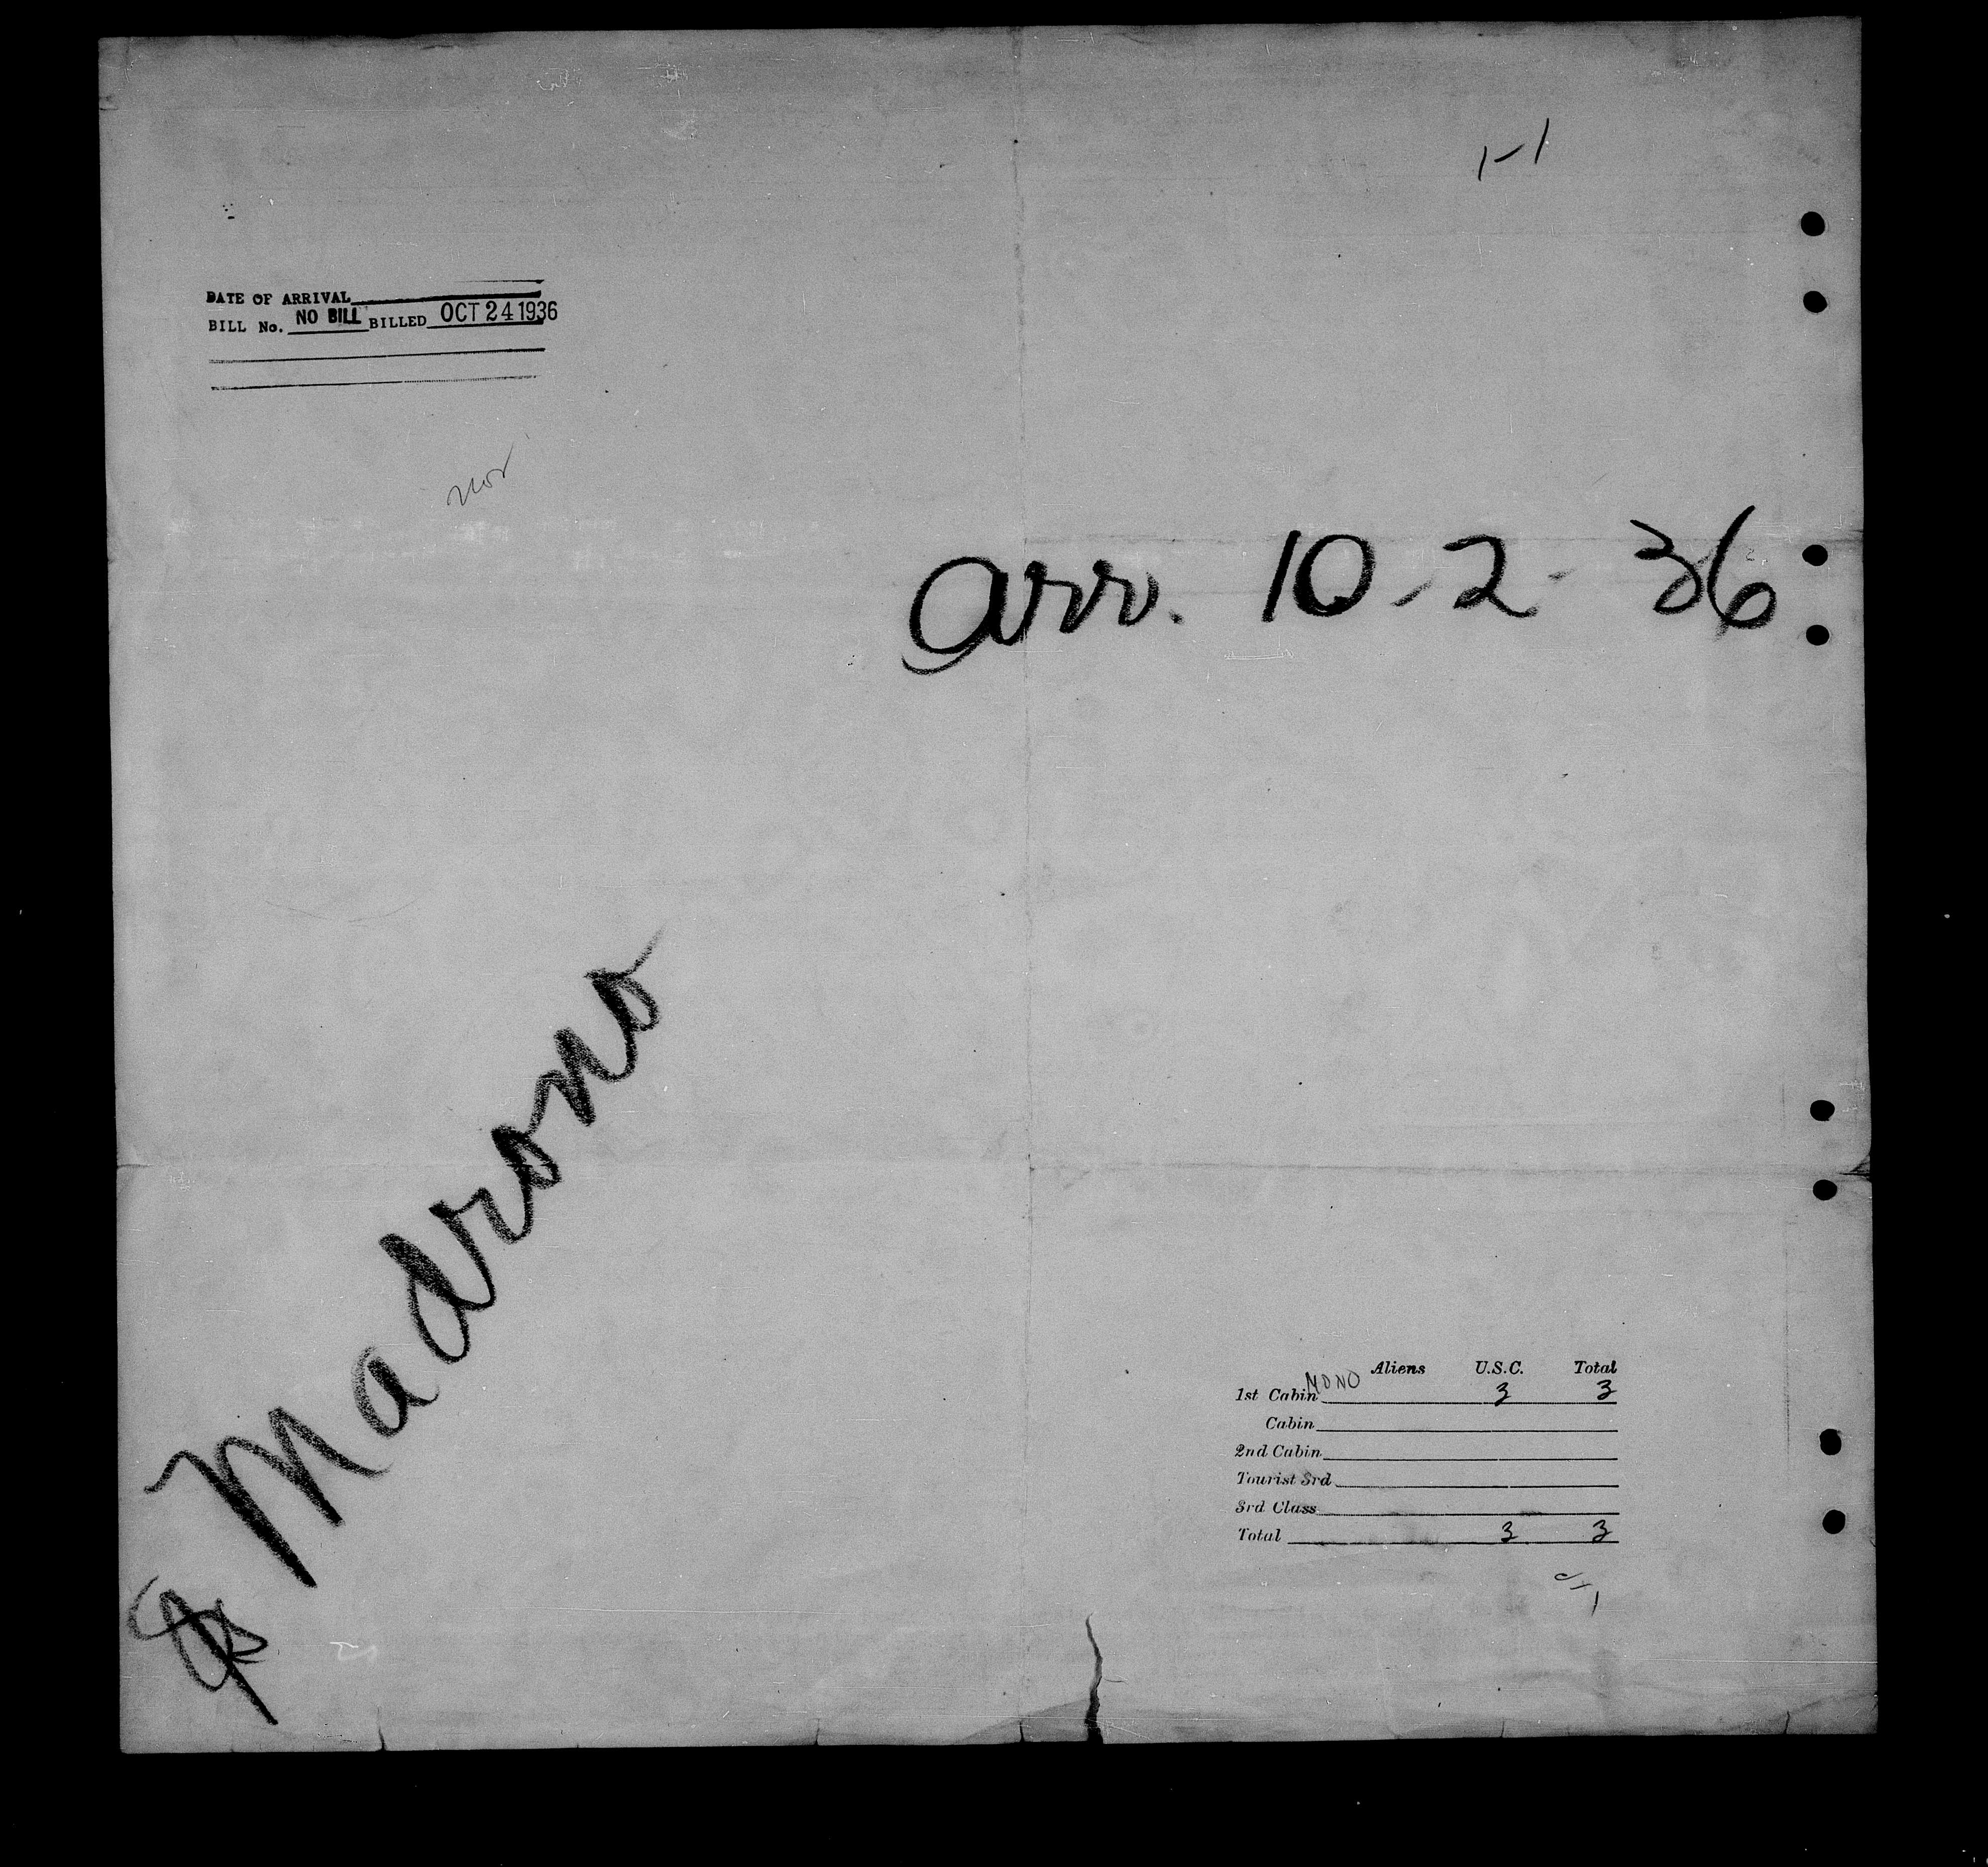 1-1
DATE OF ARRIVAL
BILL No. NO BILL BILLED OCT 24 1936
arr. 10-2-36
SS Madrono
Aliens U.S.C. Total
1st Cabin 3 3
Cabin
2nd Cabin
Tourist 3rd
3rd Class
Total 3 3